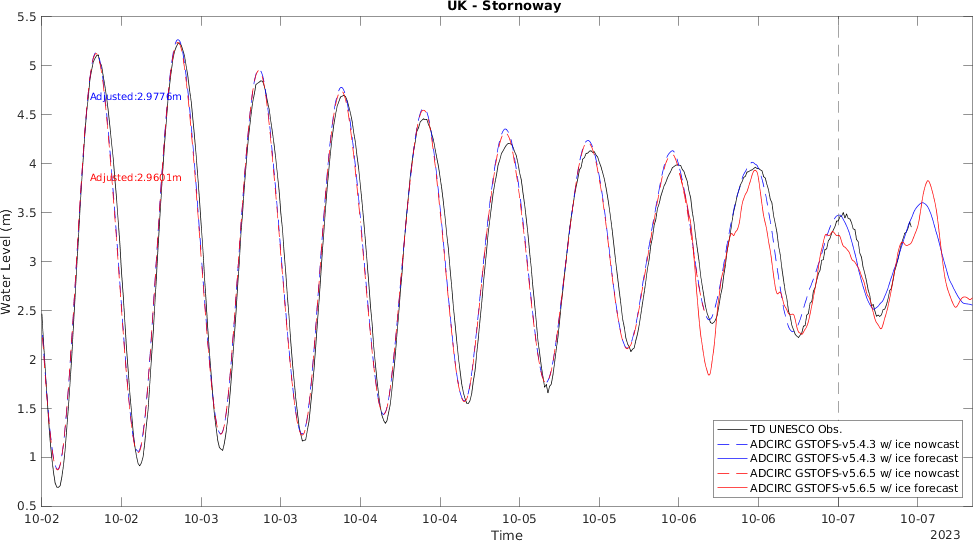 UK - Stornoway
5.5
5
4.5
4
3.5
3
2.5
2
1.5
1
0.5
Water Level (m)
Adjusted:2.9776m
Adjusted:2.9601m
TD UNESCO Obs.
ADCIRC GSTOFS-v5.4.3 w/ ice nowcast
ADCIRC GSTOFS-v5.4.3 w/ ice forecast
ADCIRC GSTOFS-v5.6.5 w/ ice nowcast
ADCIRC GSTOFS-v5.6.5 w/ ice forecast
10-02 10-02 10-03 10-03 10-04 10-04 10-05 10-05 10-06 10-06 10-07 10-07
Time
2023